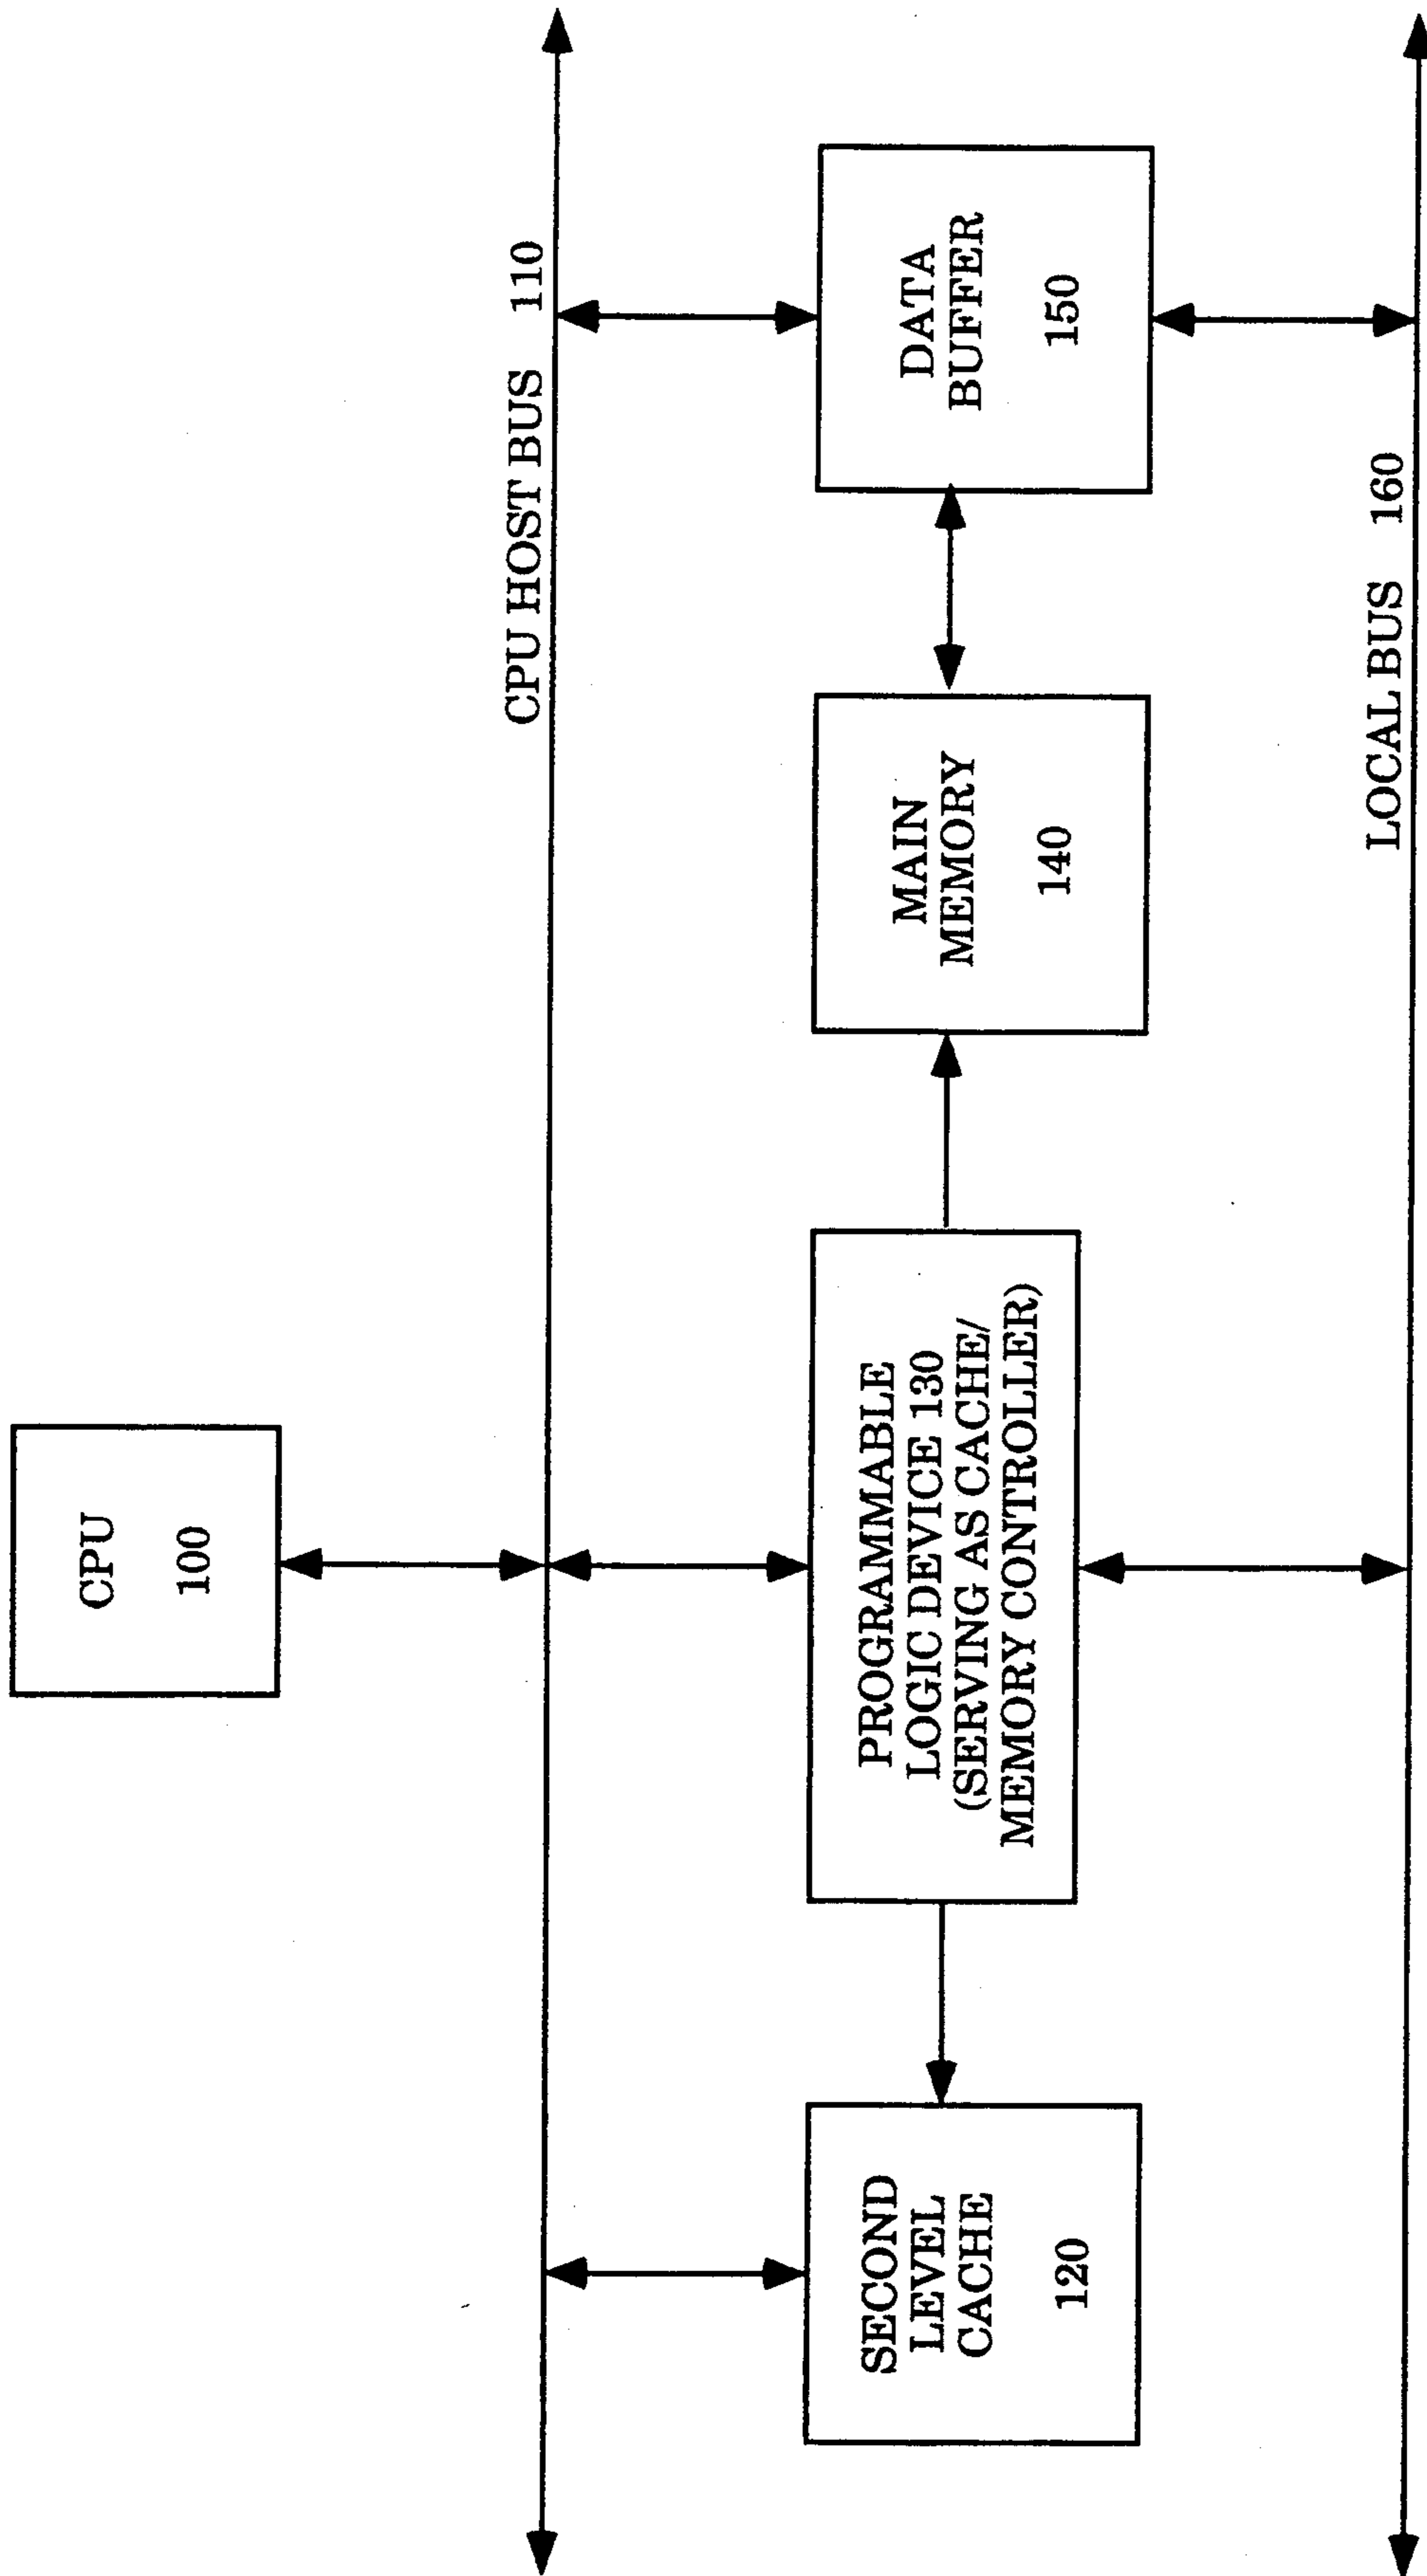 CPU
100
CPU HOST BUS 110
SECOND
LEVEL
CACHE
120
PROGRAMMABLE
LOGIC DEVICE 130
(SERVING AS CACHE/
MEMORY CONTROLLER)
MAIN
MEMORY
140
DATA
BUFFER
150
LOCAL BUS 160